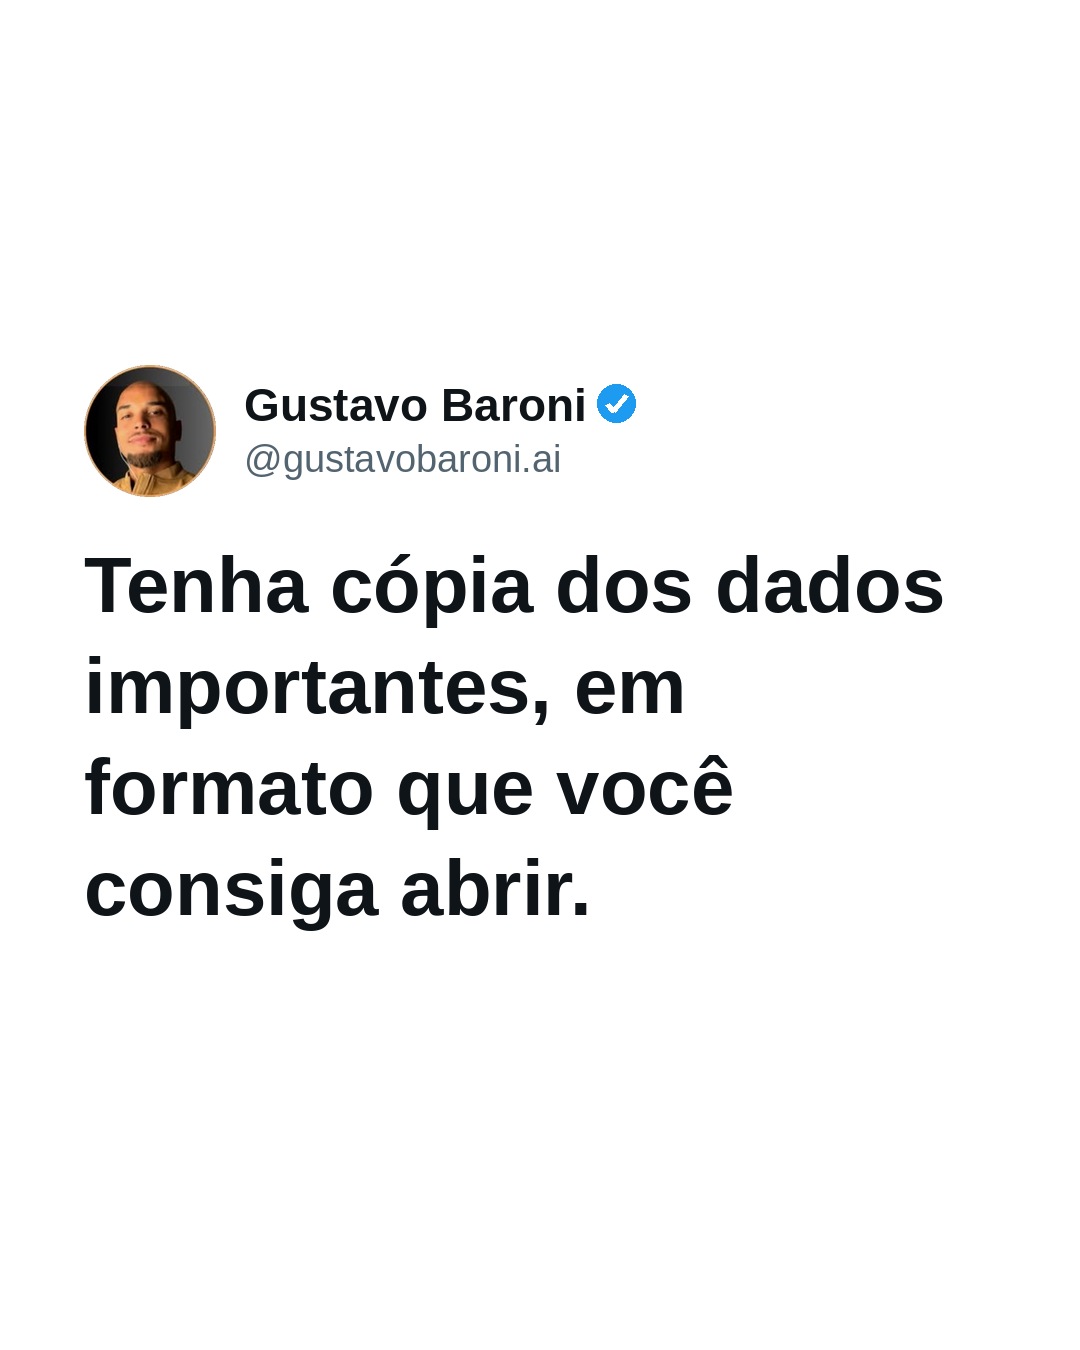 Gustavo Baroni
@gustavobaroni.ai
Tenha cópia dos dados
importantes, em
formato que você
consiga abrir.